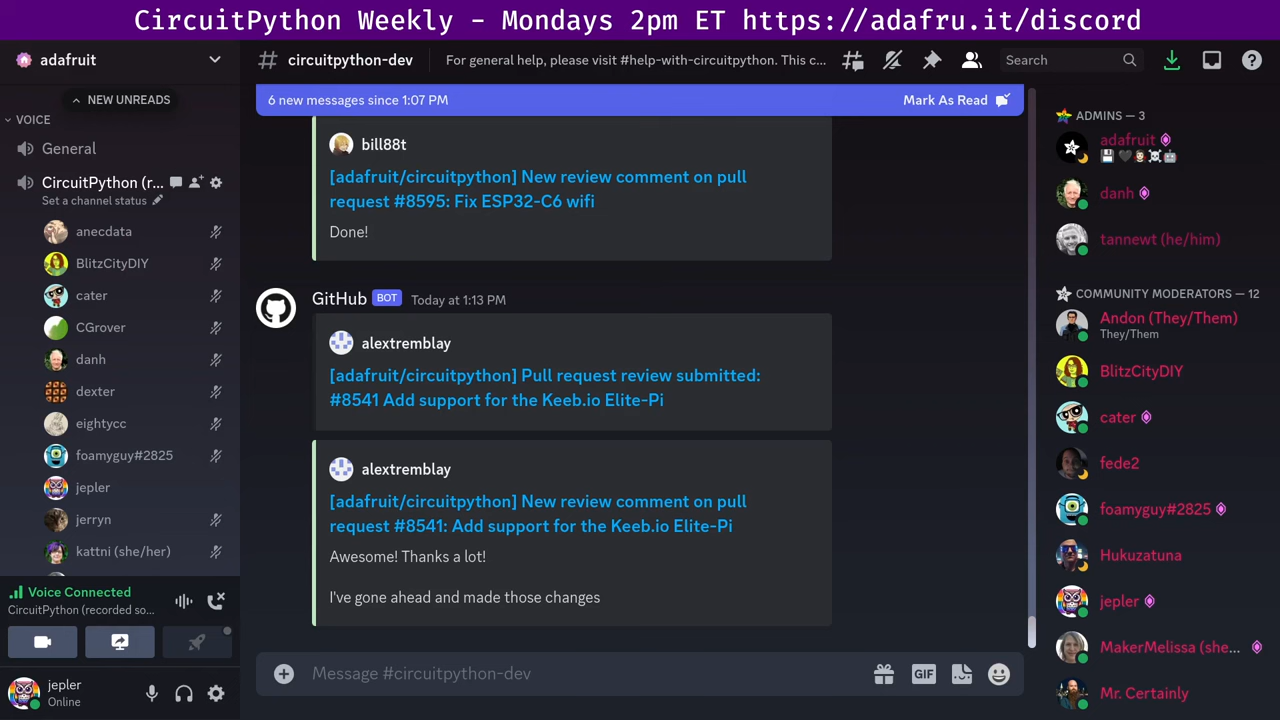 CircuitPython Weekly - Mondays 2pm ET https://adafru.it/discord
adafruit
NEW UNREADS
VOICE
General
CircuitPython (r...
Set a channel status
anecdata
BlitzCityDIY
cater
CGrover
danh
dexter
eightycc
foamyguy#2825
jepler
jerryn
kattni (she/her)
Voice Connected
CircuitPython (recorded so...
jepler
Online
circuitpython-dev
For general help, please visit #help-with-circuitpython. This c...
Search
6 new messages since 1:07 PM
Mark As Read
bill88t
[adafruit/circuitpython] New review comment on pull
request #8595: Fix ESP32-C6 wifi
Done!
GitHub BOT Today at 1:13 PM
alextremblay
[adafruit/circuitpython] Pull request review submitted:
#8541 Add support for the Keeb.io Elite-Pi
alextremblay
[adafruit/circuitpython] New review comment on pull
request #8541: Add support for the Keeb.io Elite-Pi
Awesome! Thanks a lot!
I've gone ahead and made those changes
Message #circuitpython-dev
GIF
ADMINS — 3
adafruit
danh
tannewt (he/him)
COMMUNITY MODERATORS — 12
Andon (They/Them)
They/Them
BlitzCityDIY
cater
fede2
foamyguy#2825
Hukuzatuna
jepler
MakerMelissa (she...
Mr. Certainly